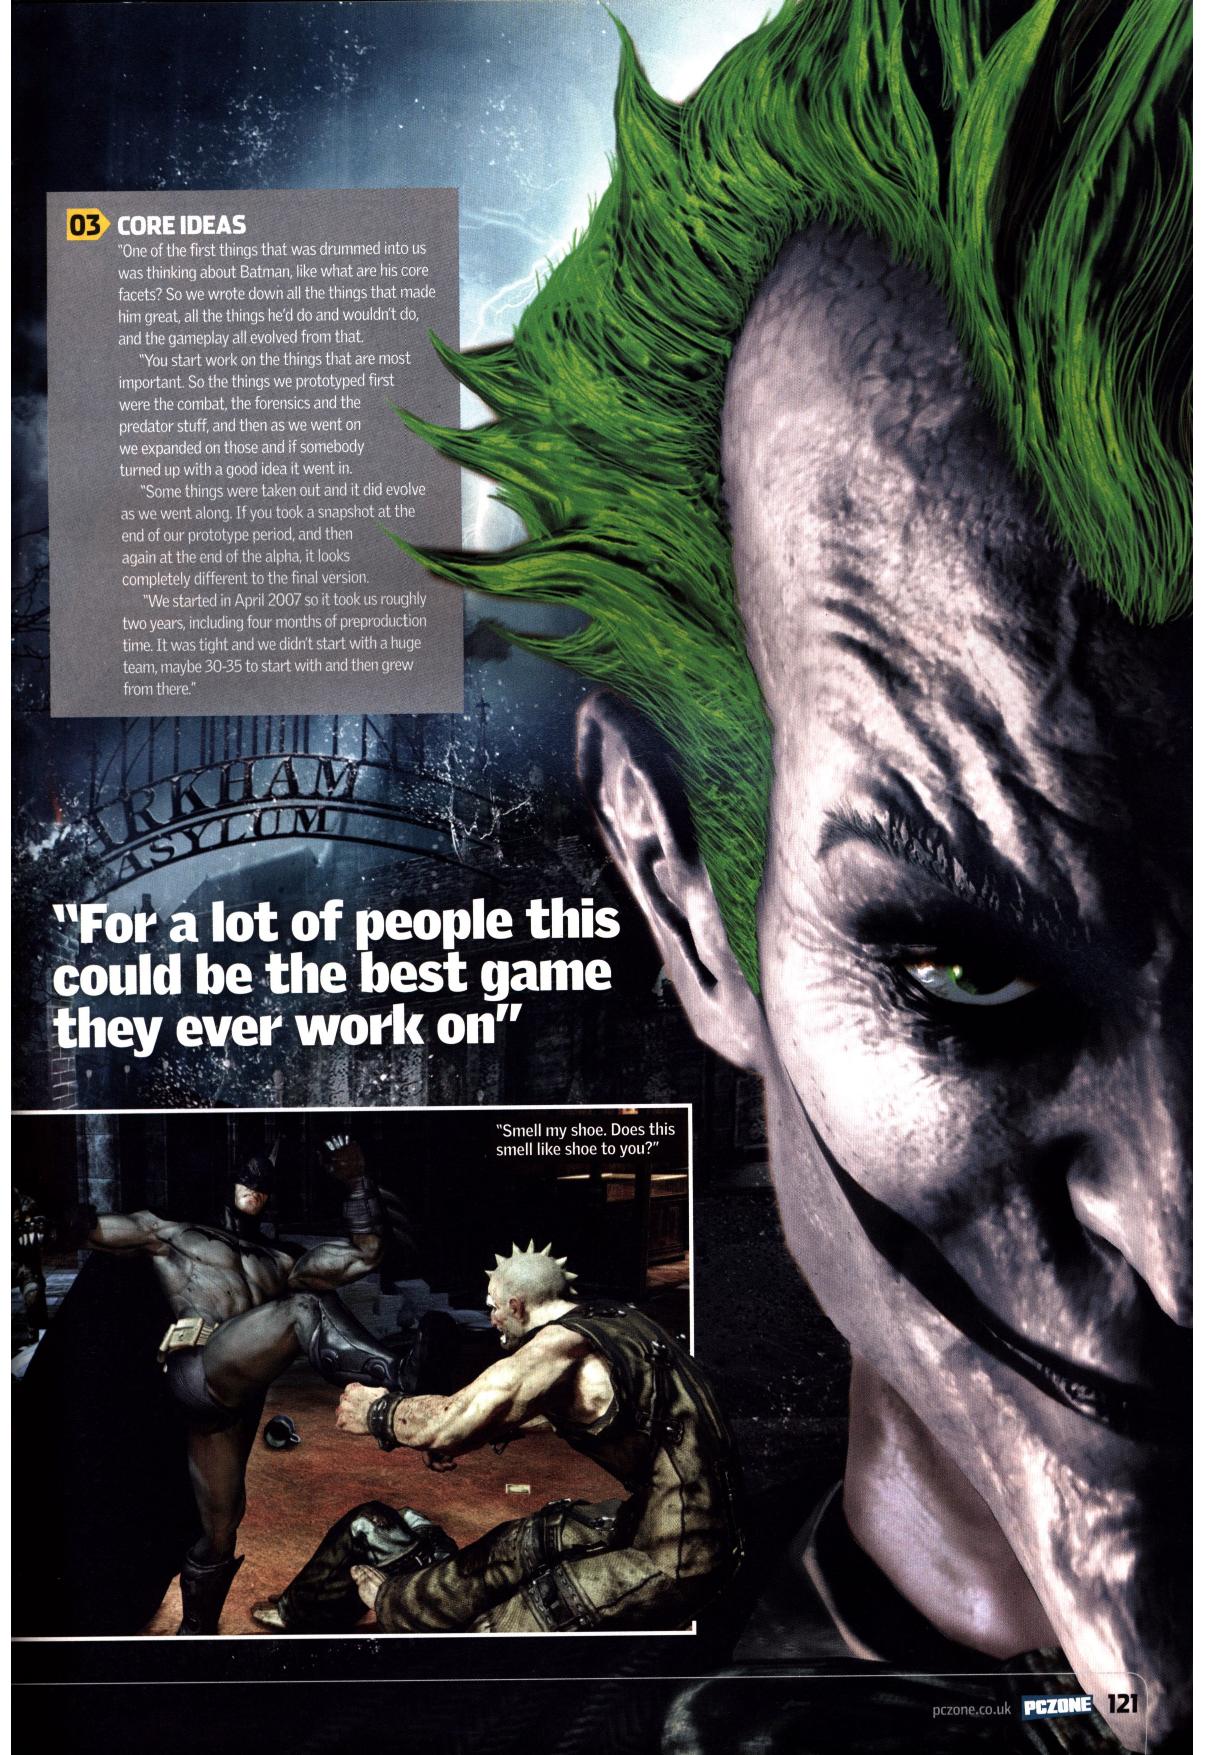 03 CORE IDEAS
"One of the first things that was drummed into us
was thinking about Batman, like what are his core
facets? So we wrote down all the things that made
him great, all the things he'd do and wouldn't do,
and the gameplay all evolved from that.
"You start work on the things that are most
important. So the things we prototyped first
were the combat, the forensics and the
predator stuff, and then as we went on
we expanded on those and if somebody
turned up with a good idea it went in.
"Some things were taken out and it did evolve
as we went along. If you took a snapshot at the
end of our prototype period, and then
again at the end of the alpha, it looks
completely different to the final version.
"We started in April 2007 so it took us roughly
two years, including four months of preproduction
time. It was tight and we didn't start with a huge
team, maybe 30-35 to start with and then grew
from there."
ARKHAM
ASYLUM
"For a lot of people this
could be the best game
they ever work on"
"Smell my shoe. Does this
smell like shoe to you?"
pczone.co.uk PCZONE 121